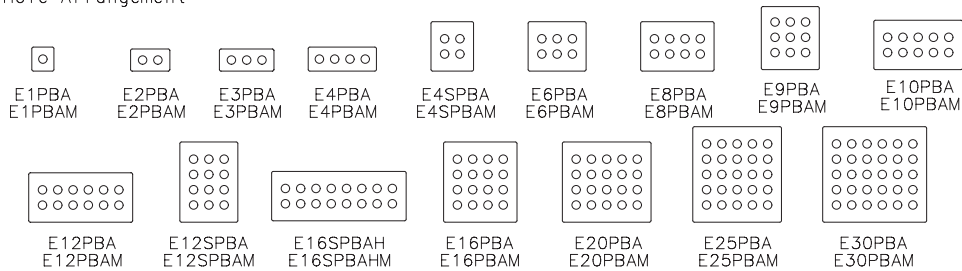 Hole Arrangement
E1PBA
E1PBAM
E2PBA
E2PBAM
E3PBA
E3PBAM
E4PBA
E4PBAM
E4SPBA
E4SPBAM
E6PBA
E6PBAM
E8PBA
E8PBAM
E9PBA
E9PBAM
E10PBA
E10PBAM
E12PBA
E12PBAM
E12SPBA
E12SPBAM
E16SPBAH
E16SPBAHM
E16PBA
E16PBAM
E20PBA
E20PBAM
E25PBA
E25PBAM
E30PBA
E30PBAM